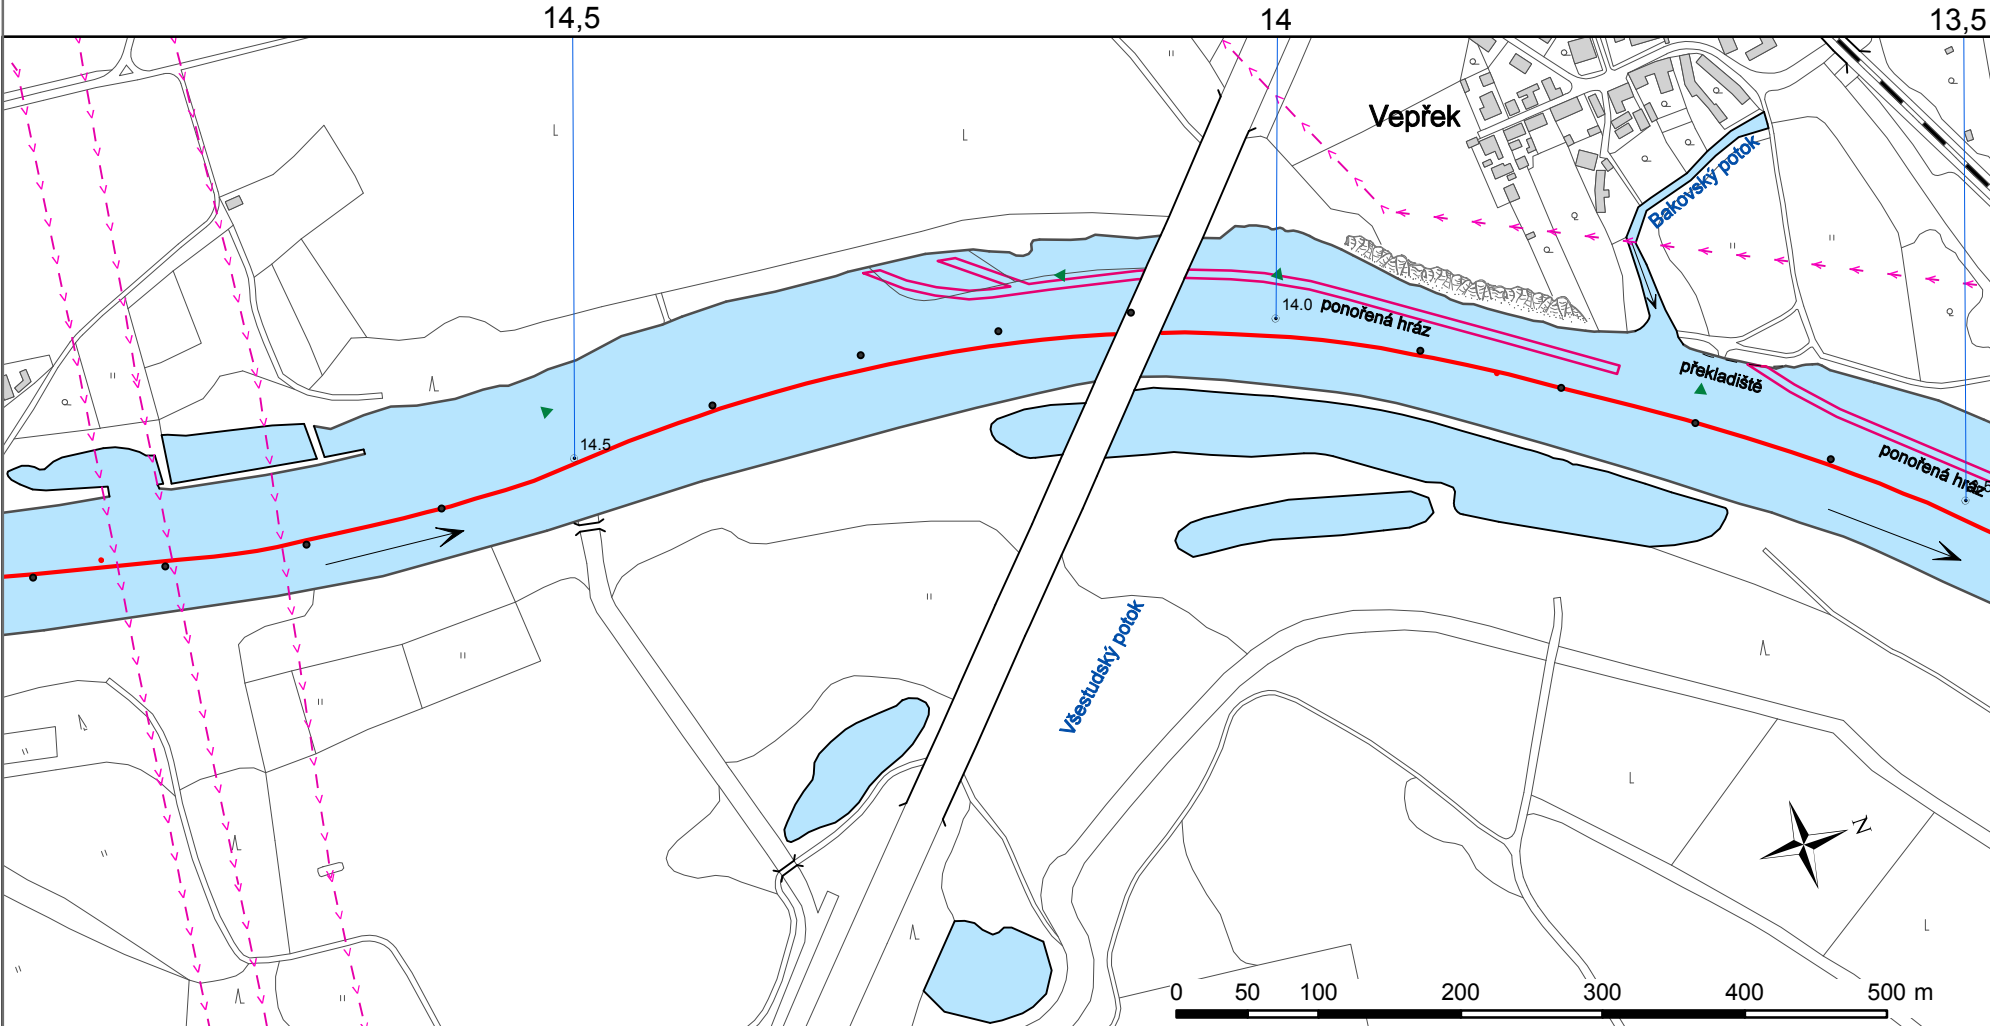 14,5
14
13,5
Vepřek
Bakovský potok
14.0
ponořená hráz
překladiště
14.5
ponořená hráz
Všestudský potok
N
0 50 100 200 300 400 500 m